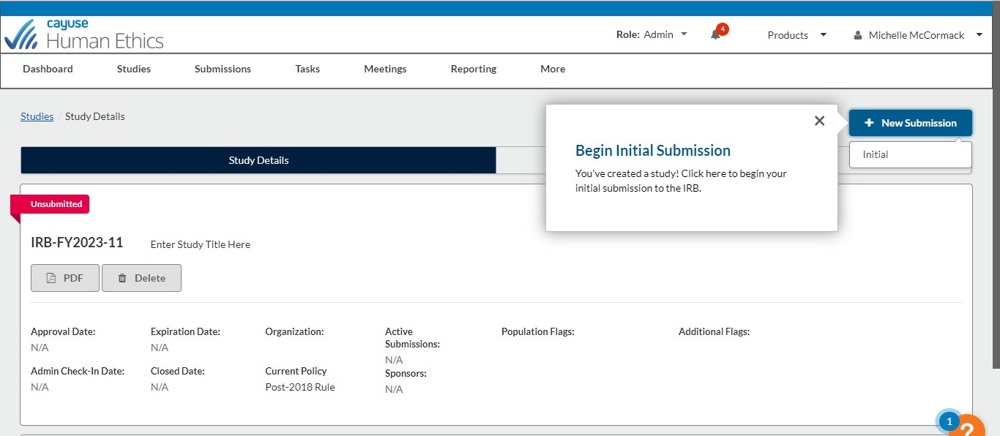 cayuse
Human Ethics
Role: Admin
4
Products
Michelle McCormack
Dashboard
Studies
Submissions
Tasks
Meetings
Reporting
More
Studies / Study Details
New Submission
Initial
Begin Initial Submission
You've created a study! Click here to begin your
initial submission to the IRB.
Study Details
Unsubmitted
IRB-FY2023-11
Enter Study Title Here
PDF
Delete
Approval Date:
N/A
Expiration Date:
N/A
Organization:
Active
Submissions:
N/A
Population Flags:
Additional Flags:
Admin Check-In Date:
N/A
Closed Date:
N/A
Current Policy
Post-2018 Rule
Sponsors:
N/A
1
?